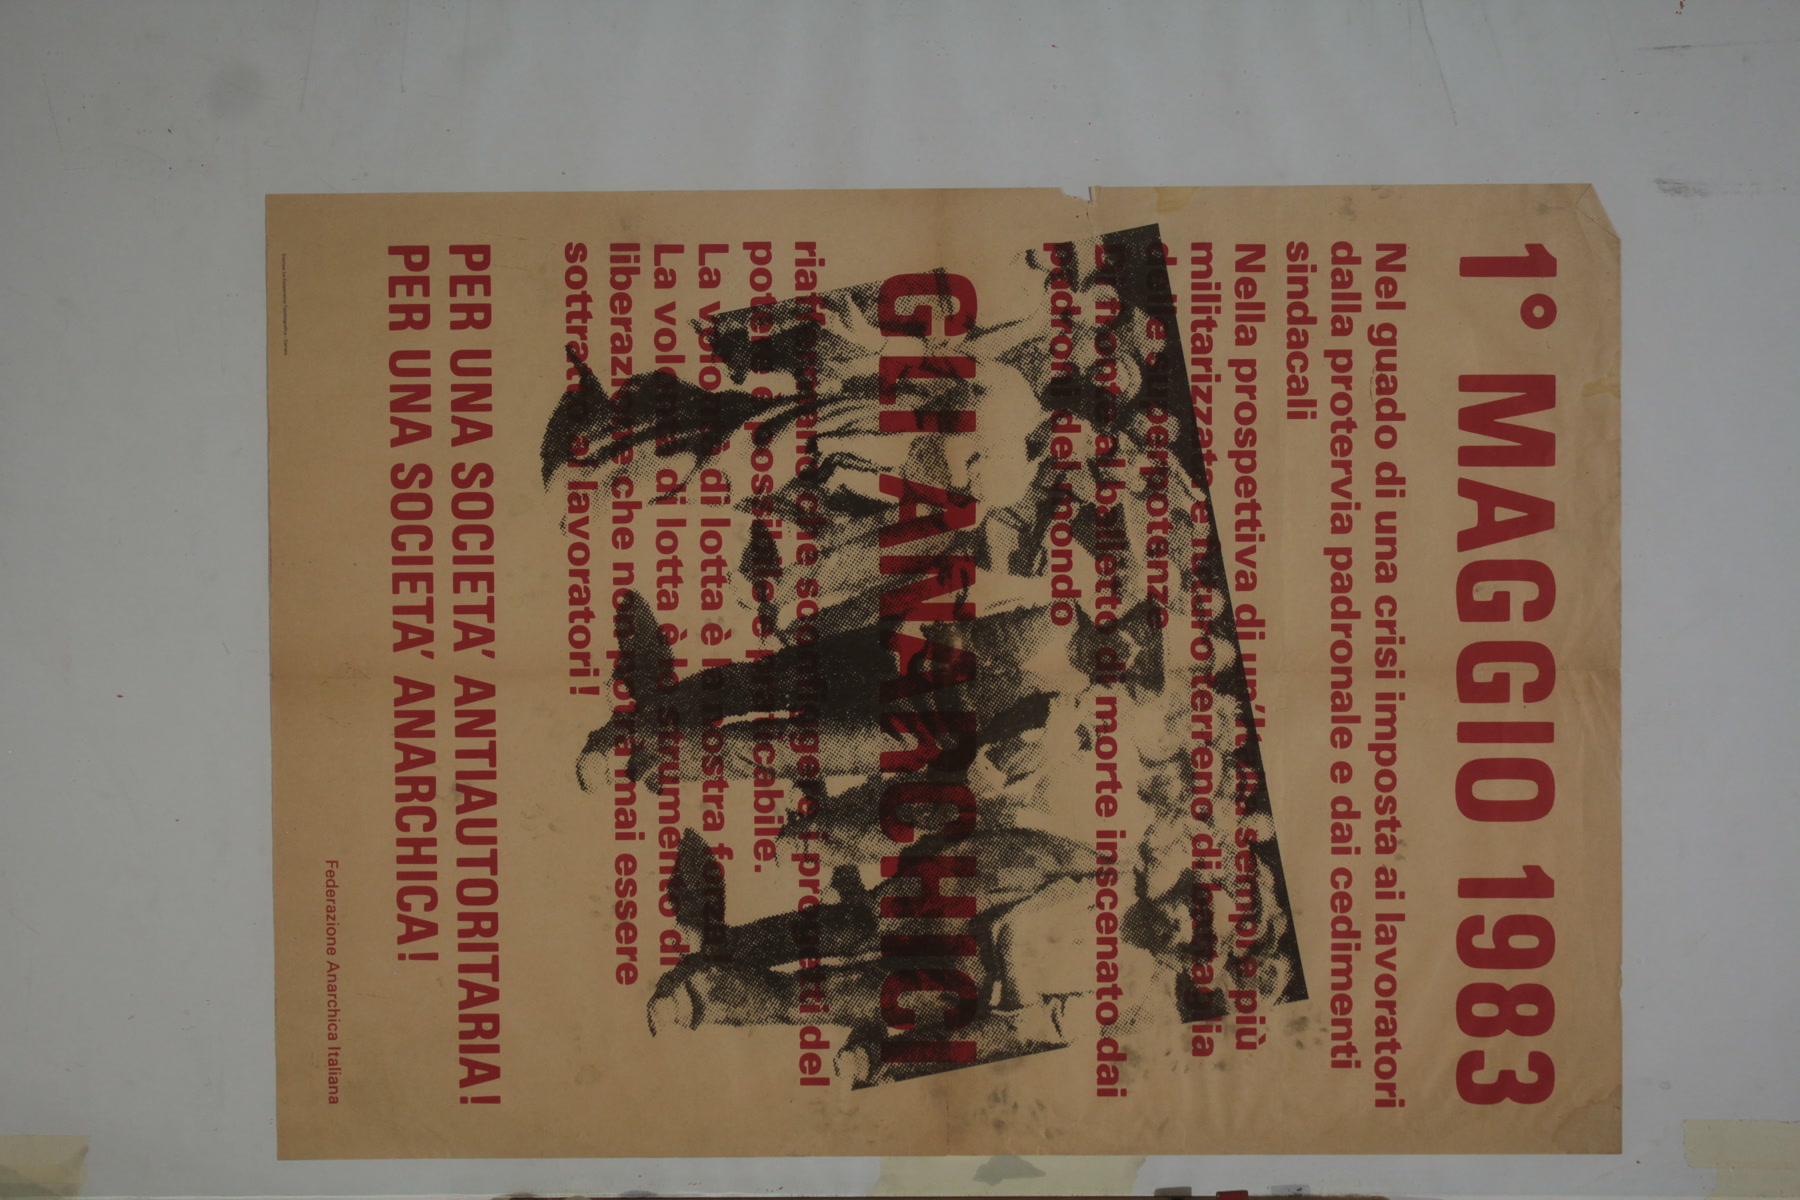 1° MAGGIO 1983
Nel guado di una crisi imposta ai lavoratori
dalla protervia padronale e dai cedimenti
sindacali
Nella prospettiva di un'Italia sempre più
militarizzata e futuro terreno di battaglia
delle superpotenze
Di fronte al balletto di morte inscenato dai
padroni del mondo
GLI ANARCHICI
riaffermano che sconfiggere i progetti del
potere è possibile e praticabile.
La volontà di lotta è la nostra forza!
La volontà di lotta è lo strumento di
liberazione che non potrà mai essere
sottratto ai lavoratori!
PER UNA SOCIETA' ANTIAUTORITARIA!
PER UNA SOCIETA' ANARCHICA!
Federazione Anarchica Italiana